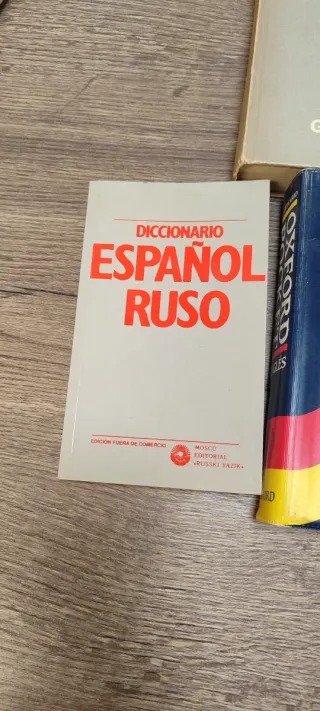 DICCIONARIO
ESPAÑOL
RUSO
EDICION FUERA DE COMERCIO
MOSCÚ
EDITORIAL
«RUSSKI YAZIK»
G
OXFORD